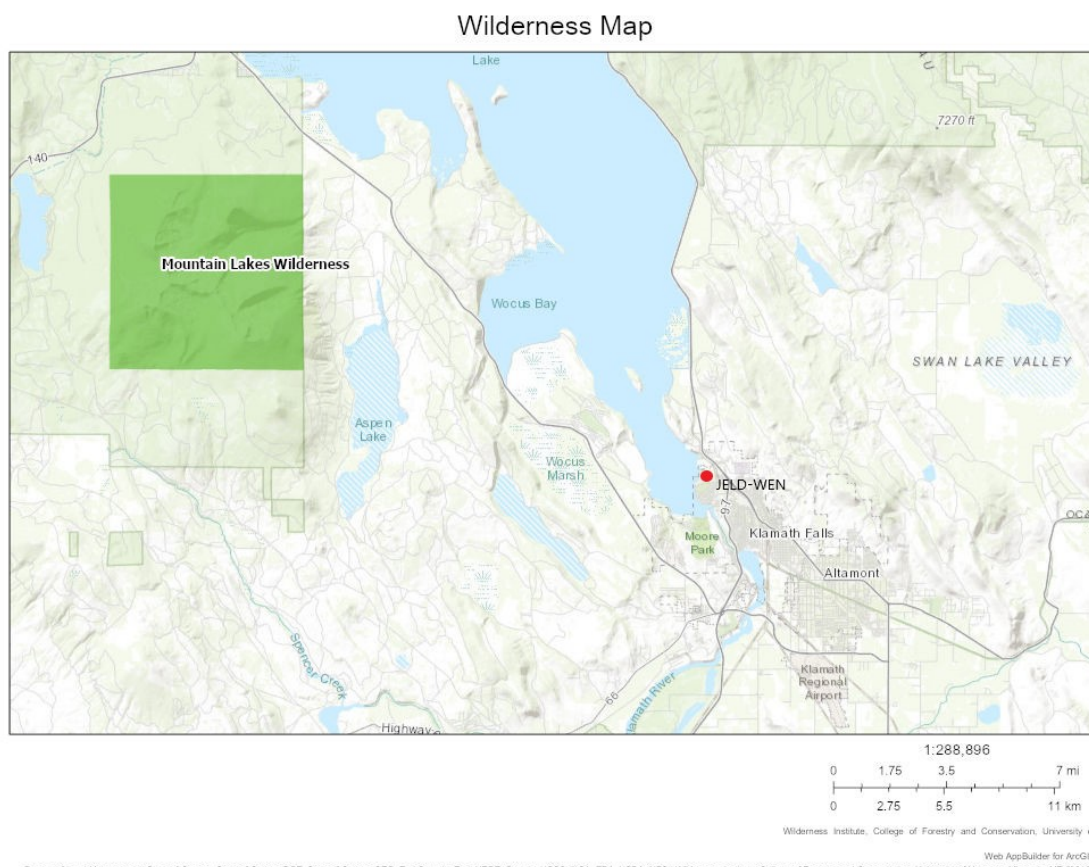 Wilderness Map
Lake
7270 ft
140
Mountain Lakes Wilderness
Wocus Bay
SWAN LAKE VALLEY
Aspen
Lake
Wocus
Marsh
JELD-WEN
97
OC&
Moore
Park
Klamath Falls
Altamont
Spencer Creek
Klamath
Regional
Airport
66
lamath River
Highway
1:288,896
0 1.75 3.5 7 mi
0 2.75 5.5 11 km
Wilderness Institute, College of Forestry and Conservation, University
Web AppBuilder for ArcG